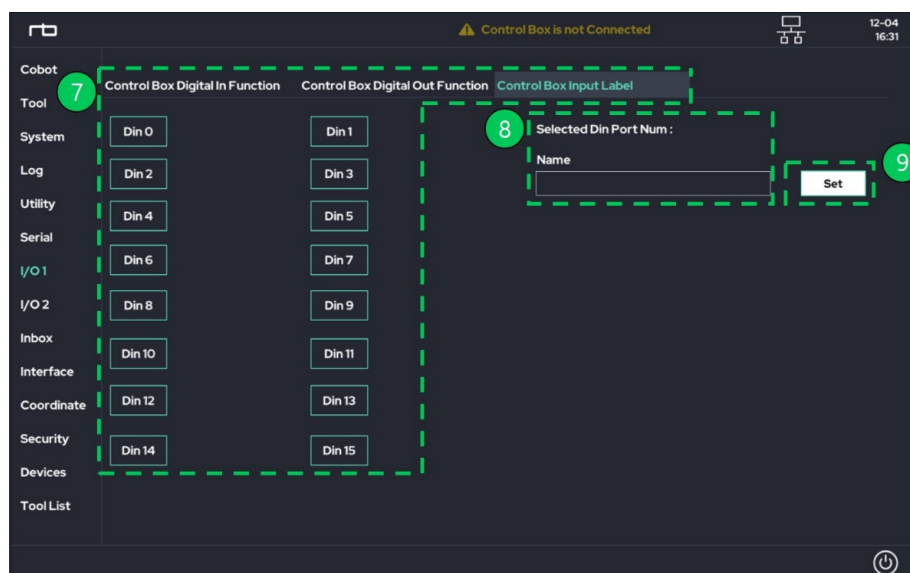 rb
Control Box is not Connected
12-04
16:31
Cobot
Tool
System
Log
Utility
Serial
I/O 1
I/O 2
Inbox
Interface
Coordinate
Security
Devices
Tool List
7
Control Box Digital In Function Control Box Digital Out Function Control Box Input Label
Din 0 Din 1
Din 2 Din 3
Din 4 Din 5
Din 6 Din 7
Din 8 Din 9
Din 10 Din 11
Din 12 Din 13
Din 14 Din 15
8
Selected Din Port Num :
Name
9
Set